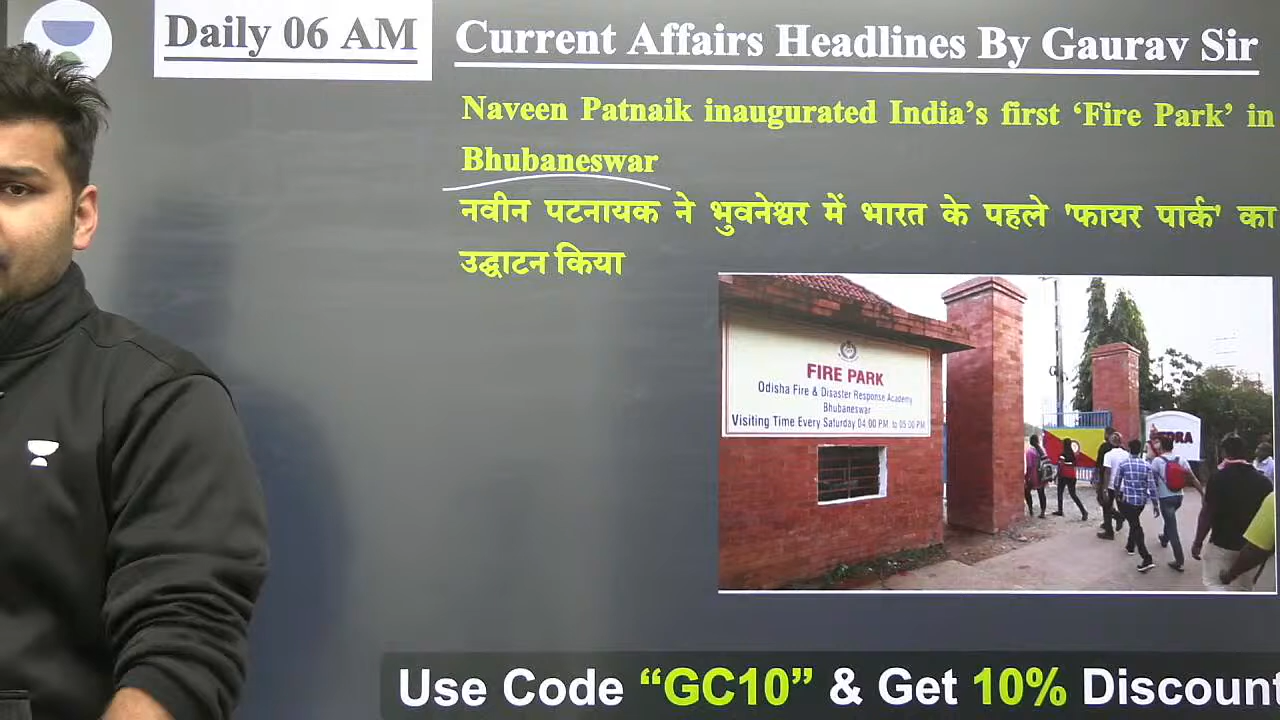 Daily 06 AM
Current Affairs Headlines By Gaurav Sir
Naveen Patnaik inaugurated India's first 'Fire Park' in
Bhubaneswar
नवीन पटनायक ने भुवनेश्वर में भारत के पहले 'फायर पार्क' का
उद्घाटन किया
FIRE PARK
Odisha Fire & Disaster Response Academy
Bhubaneswar
Visiting Time Every Saturday 04:00 P.M. to 05:00 P.M.
Use Code “GC10” & Get 10% Discount